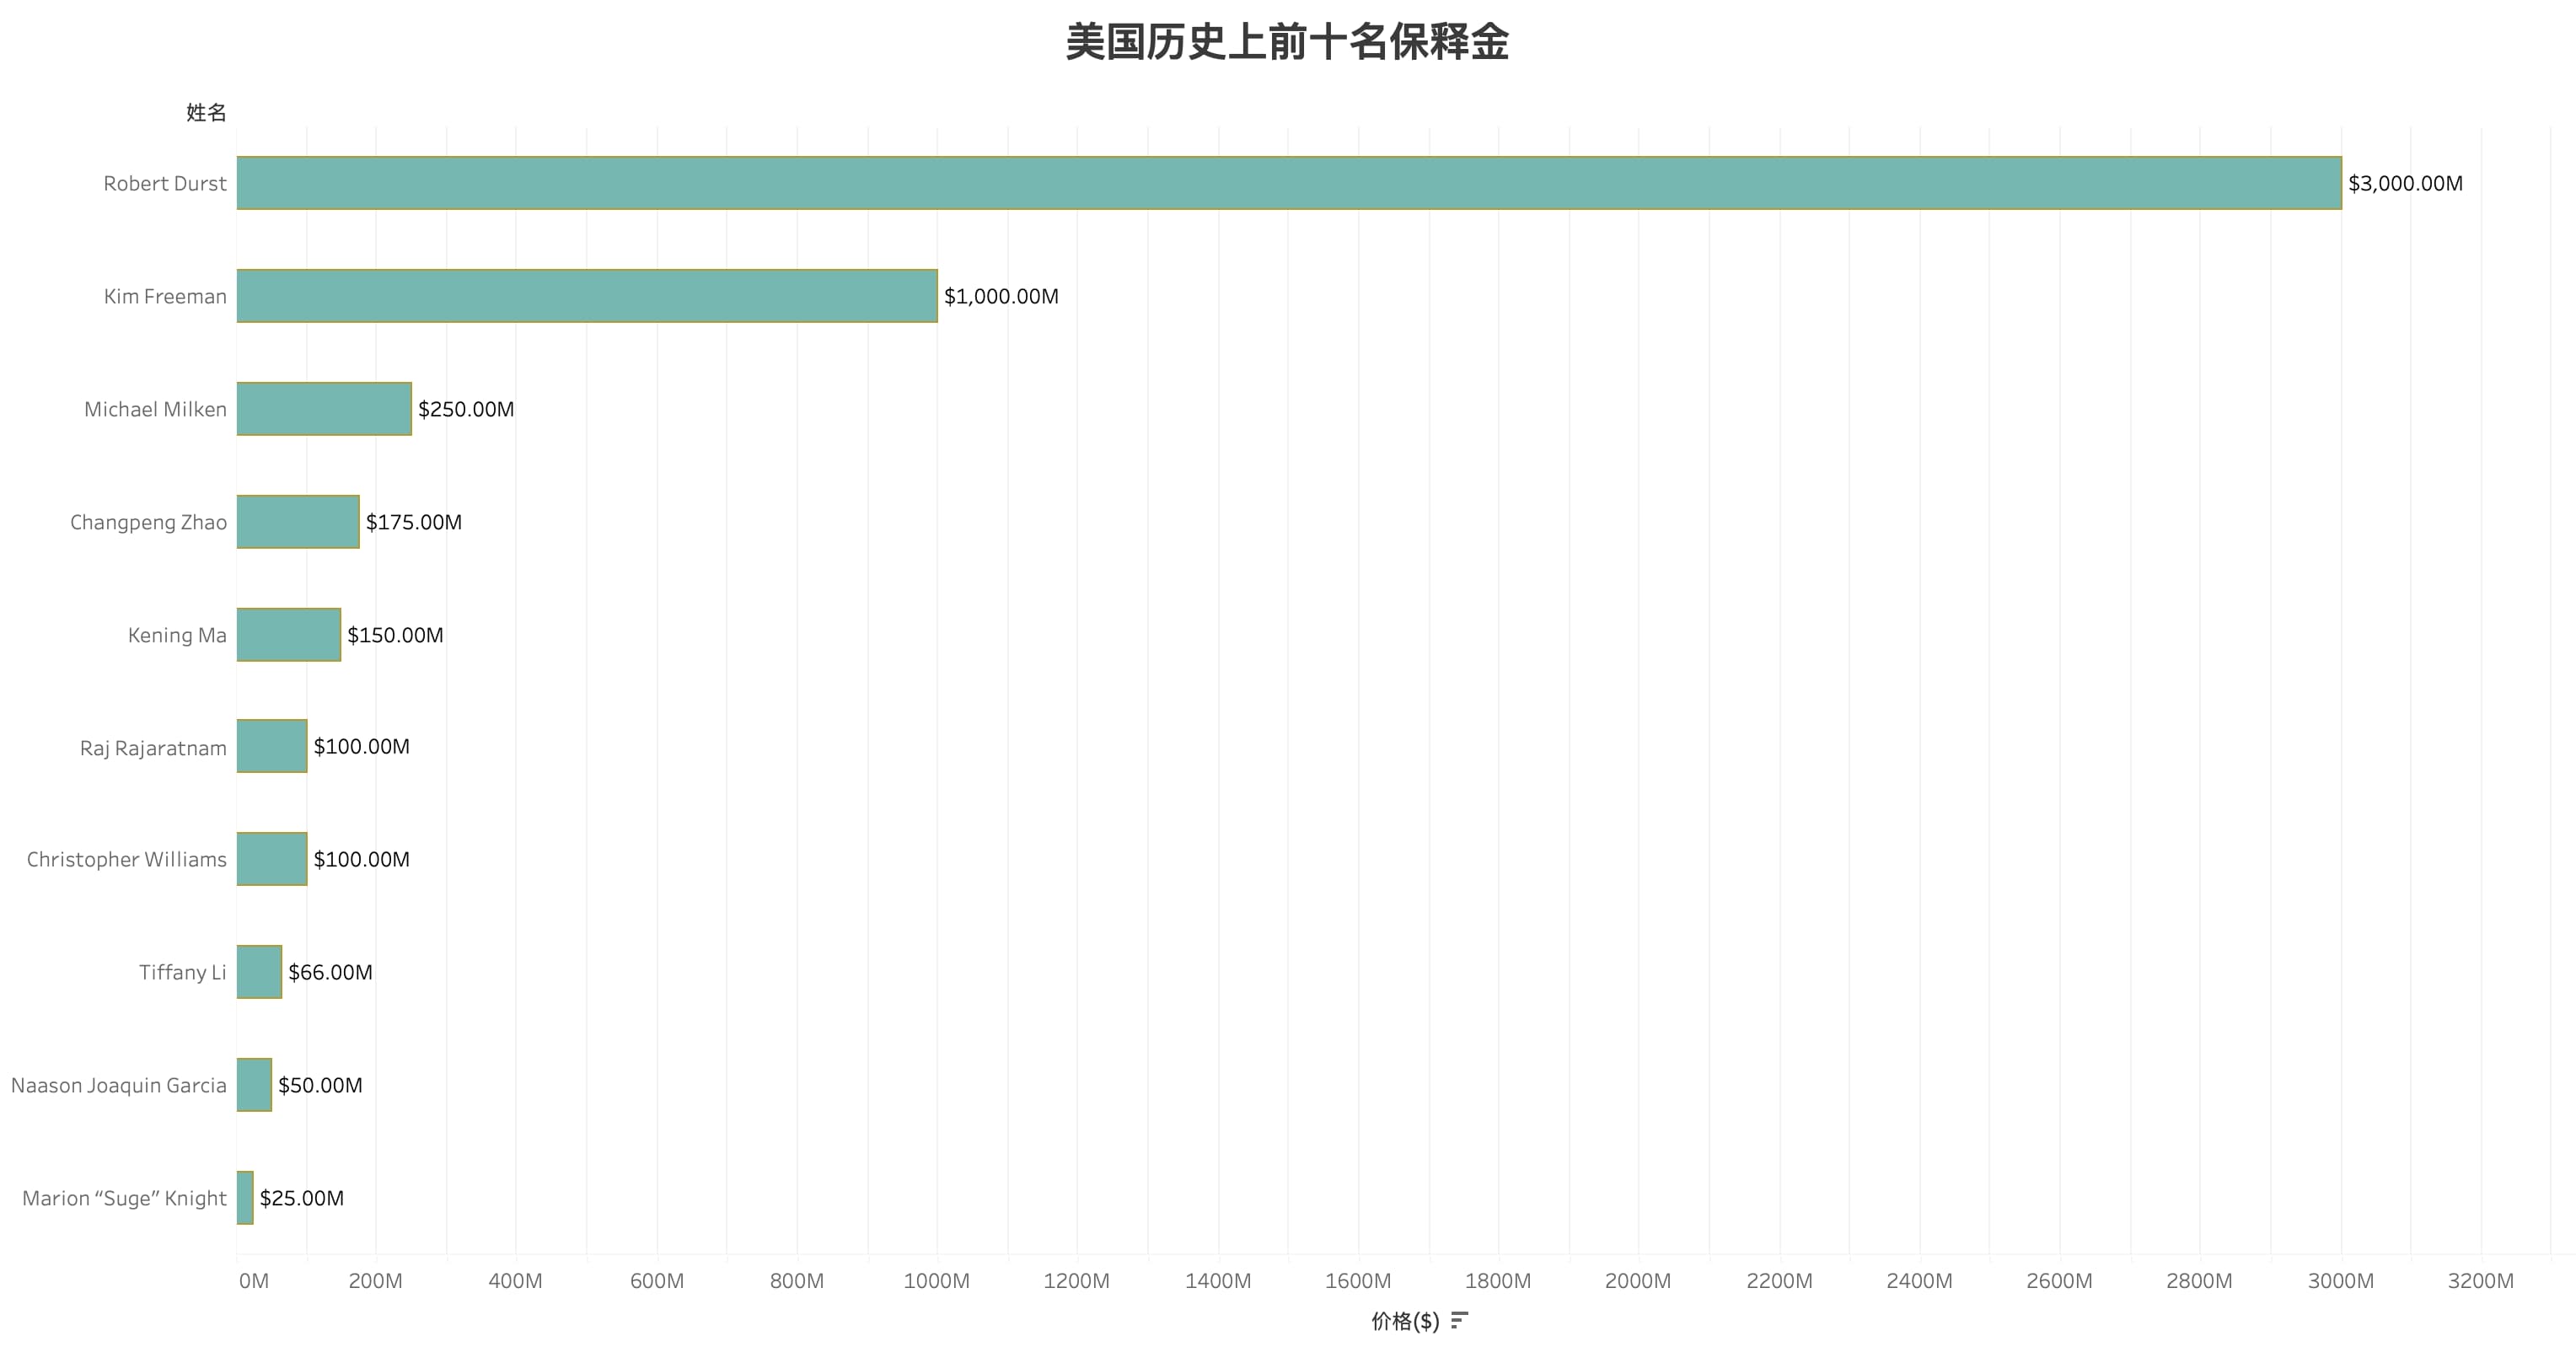 美国历史上前十名保释金
姓名
Robert Durst $3,000.00M
Kim Freeman $1,000.00M
Michael Milken $250.00M
Changpeng Zhao $175.00M
Kening Ma $150.00M
Raj Rajaratnam $100.00M
Christopher Williams $100.00M
Tiffany Li $66.00M
Naason Joaquin Garcia $50.00M
Marion “Suge” Knight $25.00M
0M 200M 400M 600M 800M 1000M 1200M 1400M 1600M 1800M 2000M 2200M 2400M 2600M 2800M 3000M 3200M
价格($)